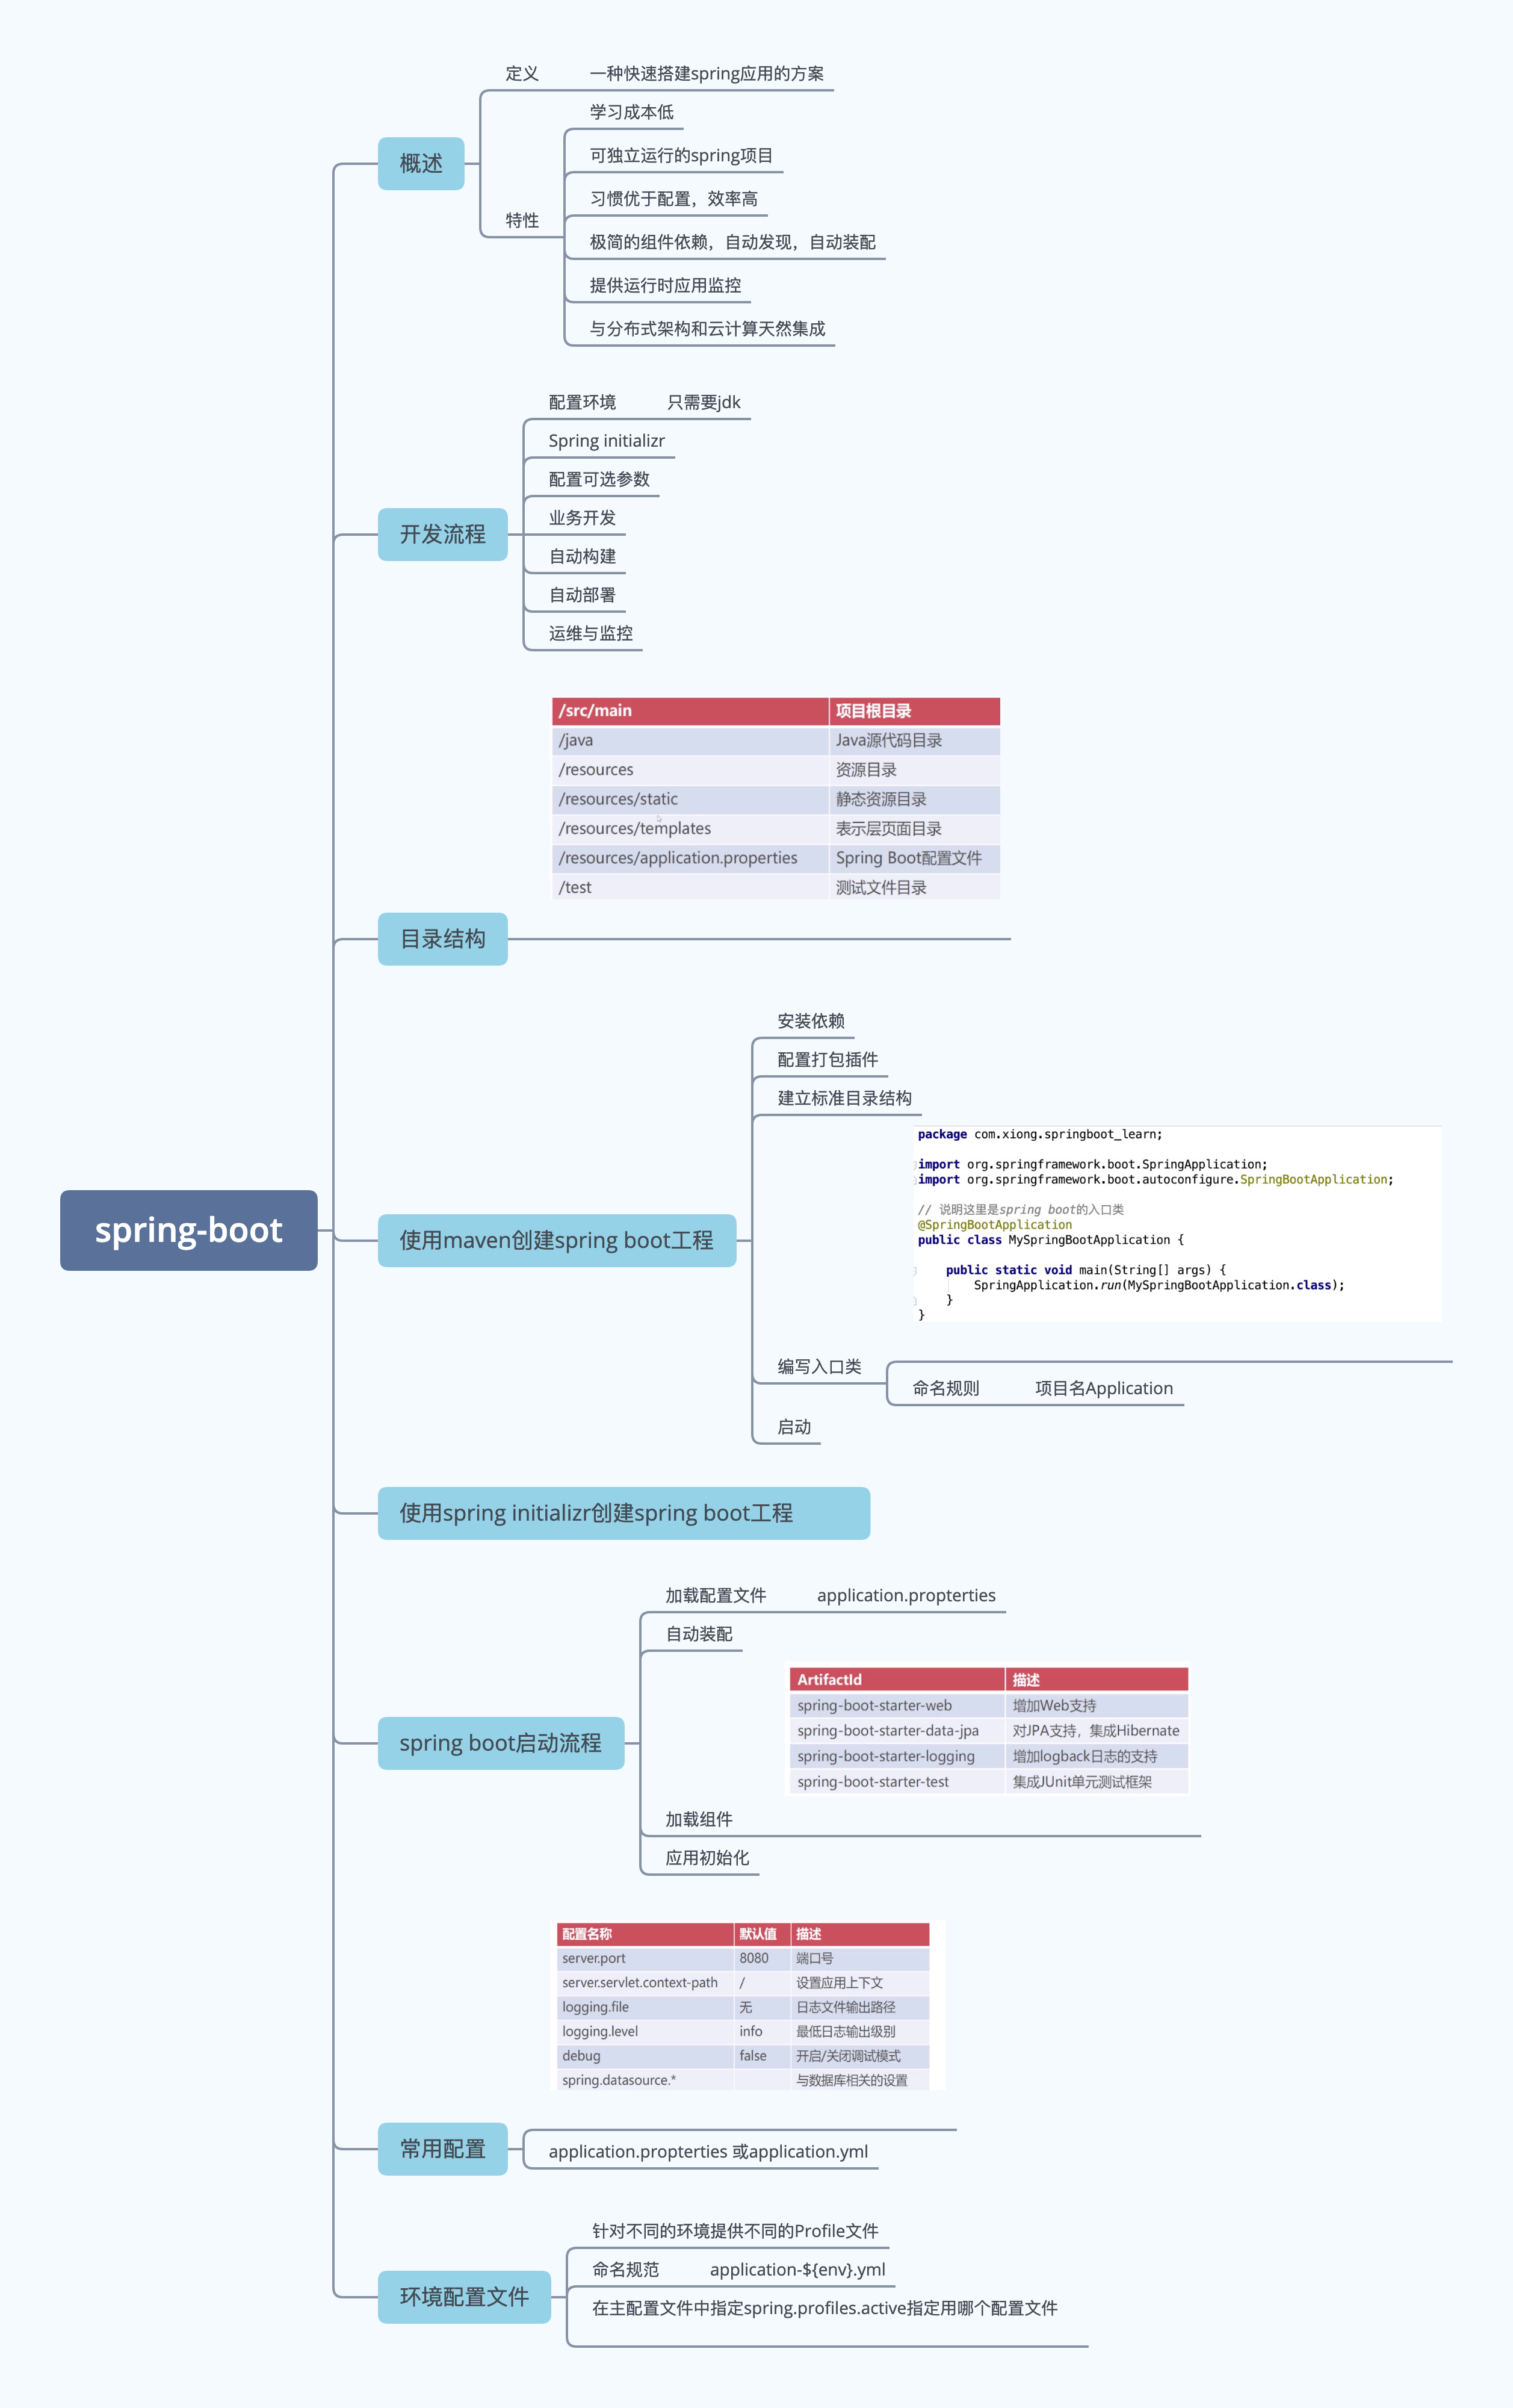 定义 一种快速搭建spring应用的方案
学习成本低
可独立运行的spring项目
概述
习惯优于配置，效率高
特性
极简的组件依赖，自动发现，自动装配
提供运行时应用监控
与分布式架构和云计算天然集成
配置环境 只需要jdk
Spring initializr
配置可选参数
业务开发
开发流程
自动构建
自动部署
运维与监控
/src/main 项目根目录
/java Java源代码目录
/resources 资源目录
/resources/static 静态资源目录
/resources/templates 表示层页面目录
/resources/application.properties Spring Boot配置文件
/test 测试文件目录
目录结构
安装依赖
配置打包插件
建立标准目录结构
package com.xiong.springboot_learn;
import org.springframework.boot.SpringApplication;
import org.springframework.boot.autoconfigure.SpringBootApplication;
// 说明这里是spring boot的入口类
@SpringBootApplication
public class MySpringBootApplication {
public static void main(String[] args) {
SpringApplication.run(MySpringBootApplication.class);
}
}
spring-boot
使用maven创建spring boot工程
编写入口类
命名规则 项目名Application
启动
使用spring initializr创建spring boot工程
加载配置文件 application.propterties
自动装配
ArtifactId 描述
spring-boot-starter-web 增加Web支持
spring-boot-starter-data-jpa 对JPA支持，集成Hibernate
spring-boot-starter-logging 增加logback日志的支持
spring-boot-starter-test 集成JUnit单元测试框架
spring boot启动流程
加载组件
应用初始化
配置名称 默认值 描述
server.port 8080 端口号
server.servlet.context-path / 设置应用上下文
logging.file 无 日志文件输出路径
logging.level info 最低日志输出级别
debug false 开启/关闭调试模式
spring.datasource.* 与数据库相关的设置
常用配置
application.propterties 或application.yml
针对不同的环境提供不同的Profile文件
命名规范 application-${env}.yml
环境配置文件
在主配置文件中指定spring.profiles.active指定用哪个配置文件